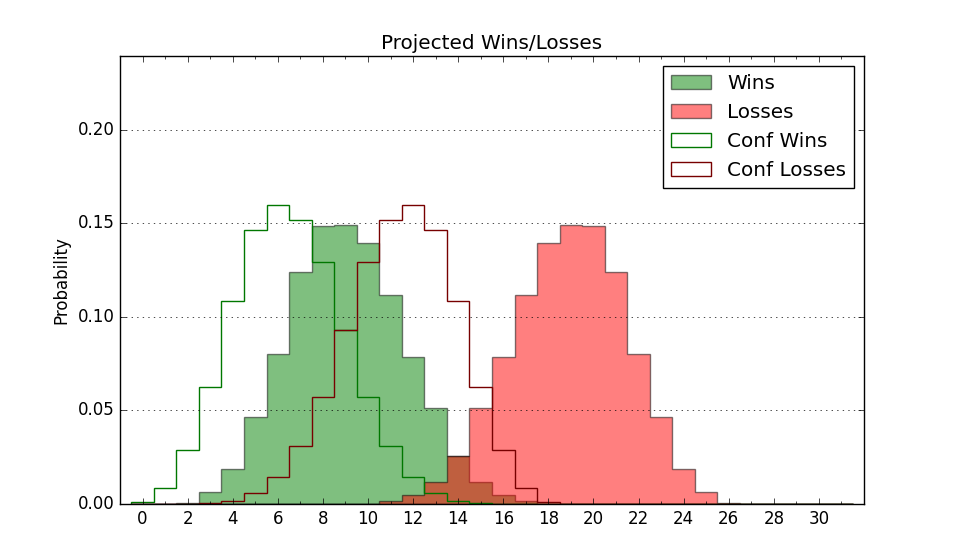 Projected Wins/Losses
Wins
Losses
Conf Wins
Conf Losses
Probability
0.20
0.15
0.10
0.05
0.00
0 2 4 6 8 10 12 14 16 18 20 22 24 26 28 30